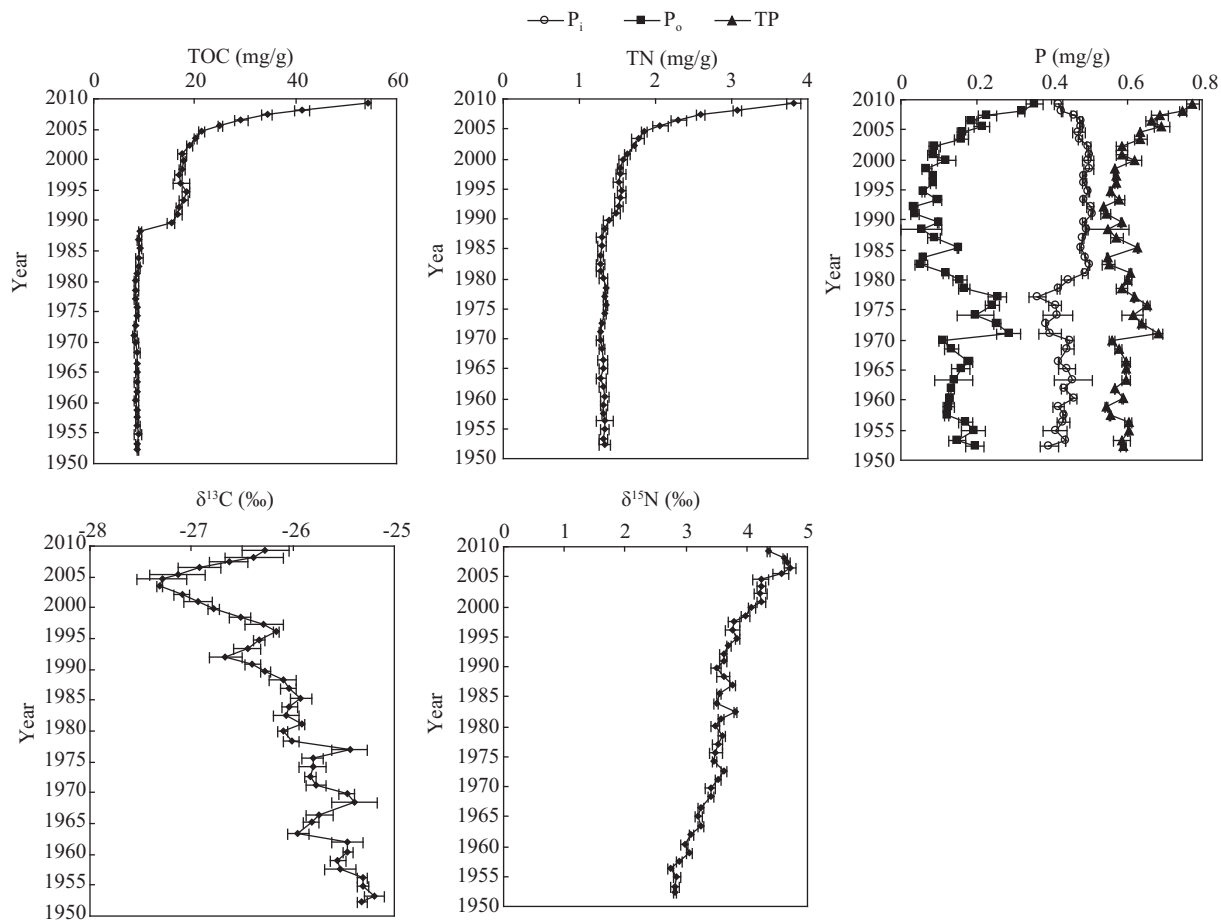 Pᵢ Pₒ TP
TOC (mg/g) TN (mg/g) P (mg/g)
0 20 40 60 0 1 2 3 4 0 0.2 0.4 0.6 0.8
2010 2010 2010
2005 2005 2005
2000 2000 2000
1995 1995 1995
1990 1990 1990
Year Yea Year
1985 1985 1985
1980 1980 1980
1975 1975 1975
1970 1970 1970
1965 1965 1965
1960 1960 1960
1955 1955 1955
1950 1950 1950
δ¹³C (‰) δ¹⁵N (‰)
-28 -27 -26 -25 0 1 2 3 4 5
2010 2010
2005 2005
2000 2000
1995 1995
1990 1990
1985 1985
Year Year
1980 1980
1975 1975
1970 1970
1965 1965
1960 1960
1955 1955
1950 1950